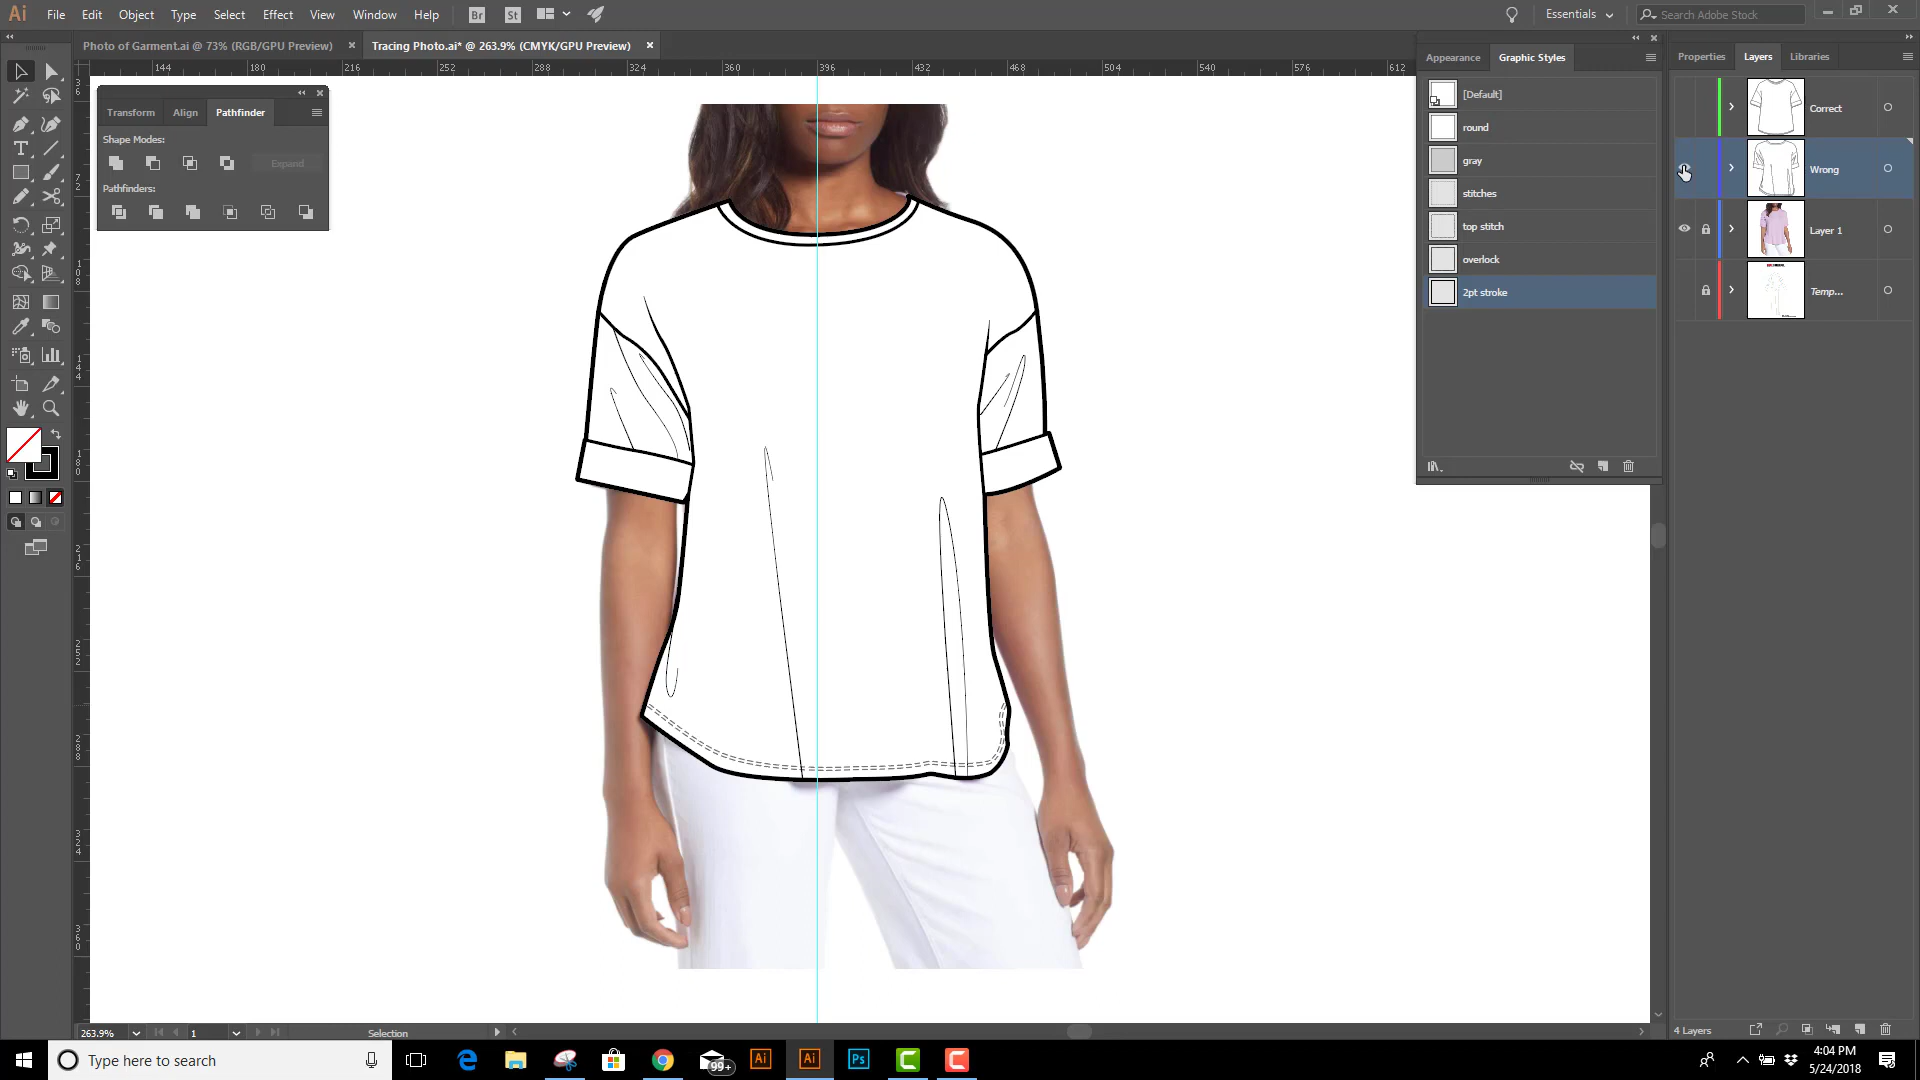 Ai File Edit Object Type Select Effect View Window Help Br St Essentials Search Adobe Stock
Photo of Garment.ai @ 73% (RGB/GPU Preview) Tracing Photo.ai* @ 263.9% (CMYK/GPU Preview)
144 180 216 252 288 324 360 396 432 468 504 576 540 576 612
Transform Align Pathfinder
Shape Modes:
Expand
Pathfinders:
Appearance Graphic Styles
[Default]
round
gray
stitches
top stitch
overlock
2pt stroke
Properties Layers Libraries
Correct
Wrong
Layer 1
Temp...
4 Layers
263.9% 1 Selection
Type here to search
99+
Ai Ai Ps
4:04 PM
5/24/2018